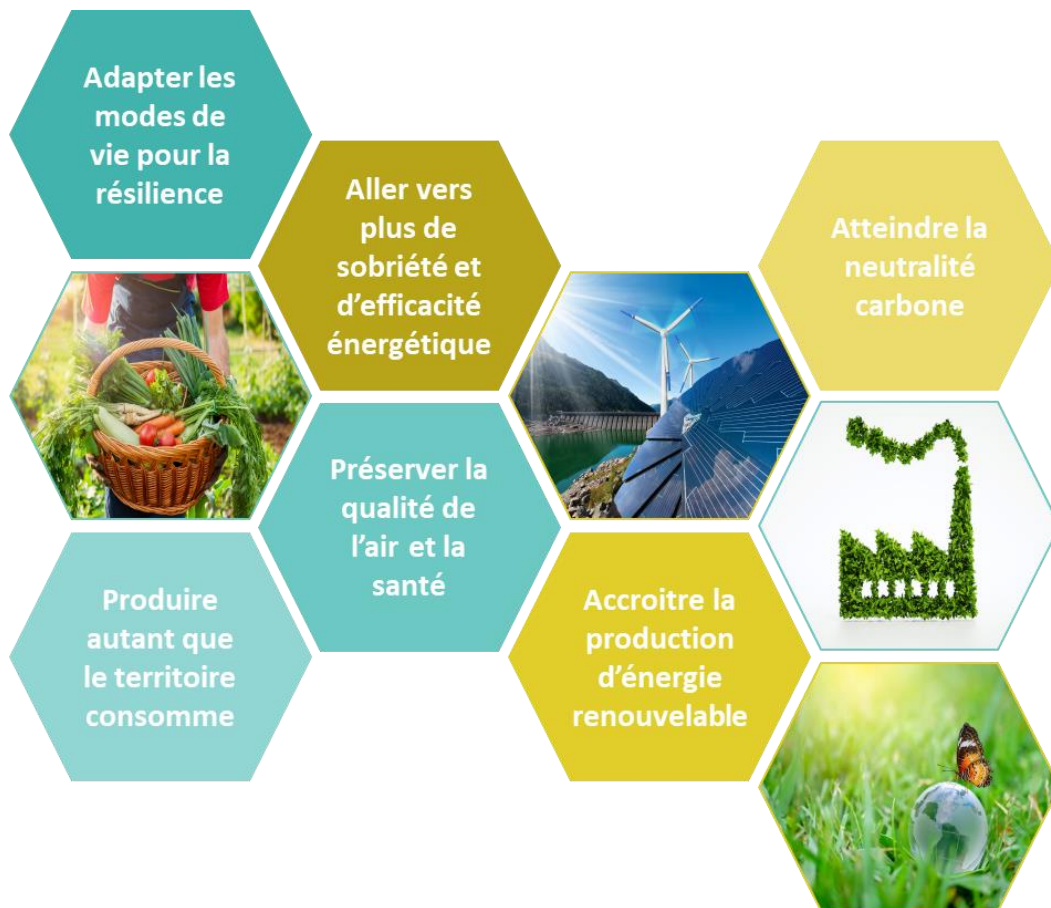 Adapter les
modes de
vie pour la
résilience
Aller vers
plus de
sobriété et
d'efficacité
énergétique
Atteindre la
neutralité
carbone
Préserver la
qualité de
l'air et la
santé
Produire
autant que
le territoire
consomme
Accroitre la
production
d'énergie
renouvelable